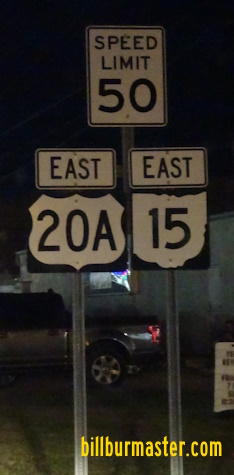 SPEED
LIMIT
50
EAST
20A
EAST
15
billburmaster.com